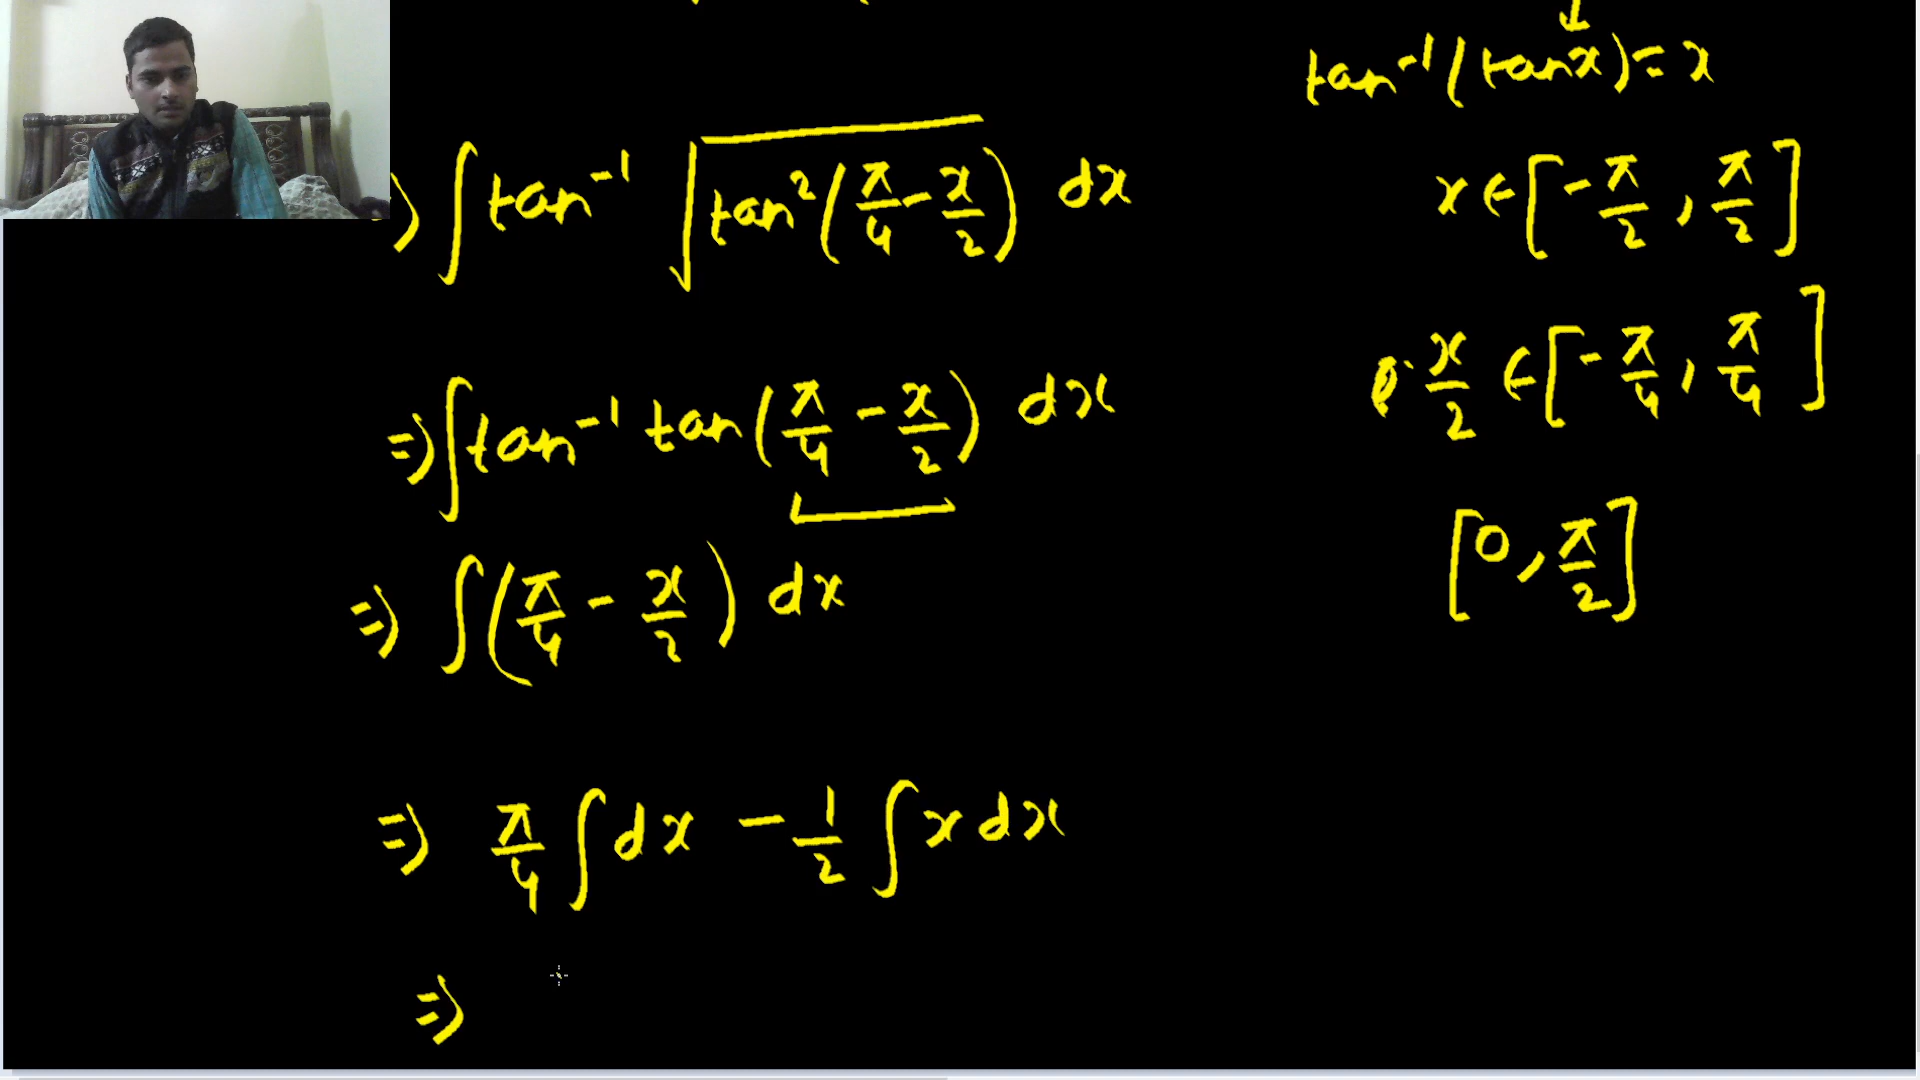 tan⁻¹(tan x) = x
⇒ ∫ tan⁻¹ √(tan²(π/4 - x/2)) dx
x ∈ [-π/2, π/2]
x/2 ∈ [-π/4, π/4]
⇒ ∫ tan⁻¹ tan(π/4 - x/2) dx
[0, π/2]
⇒ ∫(π/4 - x/2) dx
⇒ π/4 ∫ dx - 1/2 ∫ x dx
⇒